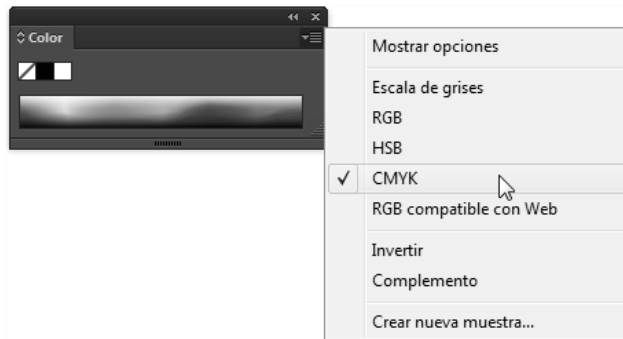 Color
Mostrar opciones
Escala de grises
RGB
HSB
CMYK
RGB compatible con Web
Invertir
Complemento
Crear nueva muestra...